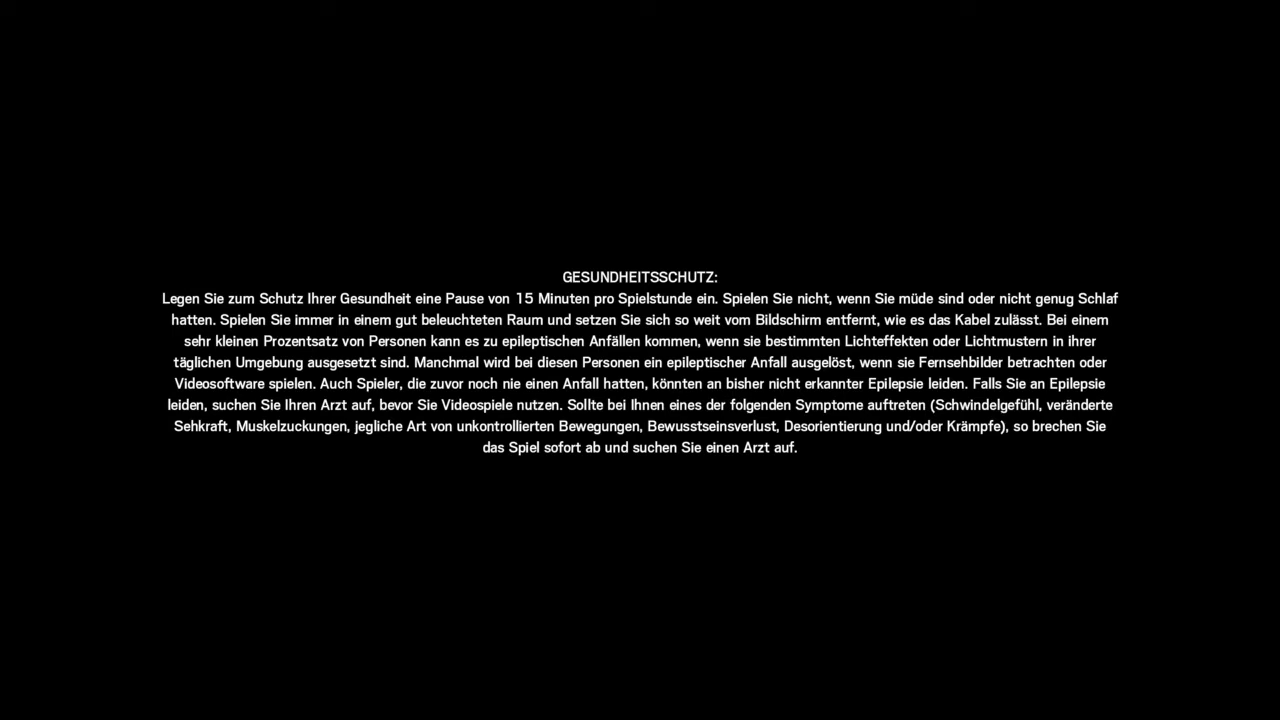 GESUNDHEITSSCHUTZ:
Legen Sie zum Schutz Ihrer Gesundheit eine Pause von 15 Minuten pro Spielstunde ein. Spielen Sie nicht, wenn Sie müde sind oder nicht genug Schlaf
hatten. Spielen Sie immer in einem gut beleuchteten Raum und setzen Sie sich so weit vom Bildschirm entfernt, wie es das Kabel zulässt. Bei einem
sehr kleinen Prozentsatz von Personen kann es zu epileptischen Anfällen kommen, wenn sie bestimmten Lichteffekten oder Lichtmustern in ihrer
täglichen Umgebung ausgesetzt sind. Manchmal wird bei diesen Personen ein epileptischer Anfall ausgelöst, wenn sie Fernsehbilder betrachten oder
Videosoftware spielen. Auch Spieler, die zuvor noch nie einen Anfall hatten, könnten an bisher nicht erkannter Epilepsie leiden. Falls Sie an Epilepsie
leiden, suchen Sie Ihren Arzt auf, bevor Sie Videospiele nutzen. Sollte bei Ihnen eines der folgenden Symptome auftreten (Schwindelgefühl, veränderte
Sehkraft, Muskelzuckungen, jegliche Art von unkontrollierten Bewegungen, Bewusstseinsverlust, Desorientierung und/oder Krämpfe), so brechen Sie
das Spiel sofort ab und suchen Sie einen Arzt auf.